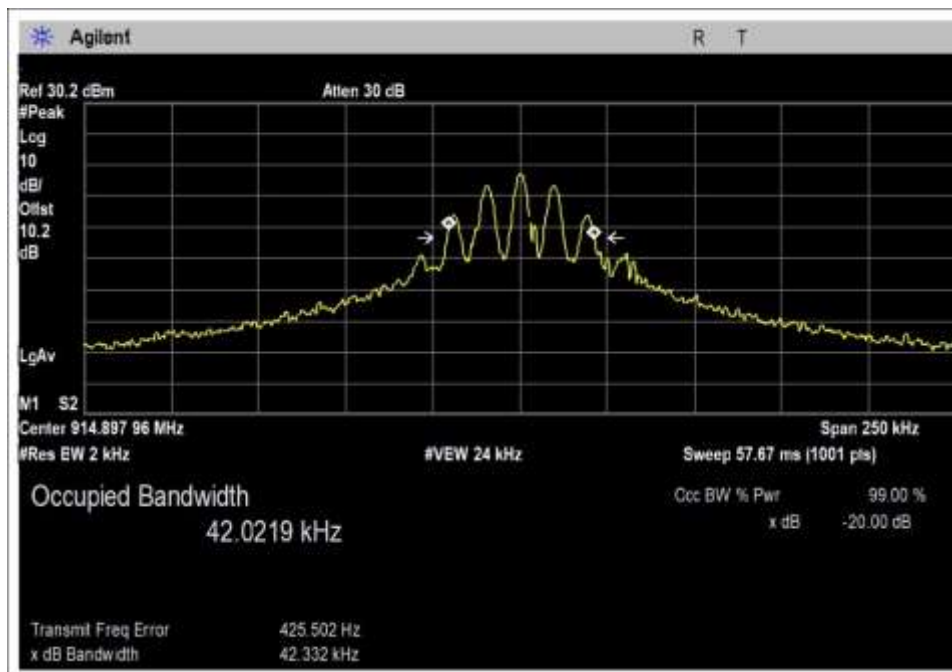 Agilent R T
Ref 30.2 dBm Atten 30 dB
#Peak
Log
10
dB/
Offst
10.2
dB
LgAv
M1 S2
Center 914.897 96 MHz Span 250 kHz
#Res BW 2 kHz #VBW 24 kHz Sweep 57.67 ms (1001 pts)
Occupied Bandwidth Occ BW % Pwr 99.00 %
42.0219 kHz x dB -20.00 dB
Transmit Freq Error 425.502 Hz
x dB Bandwidth 42.332 kHz